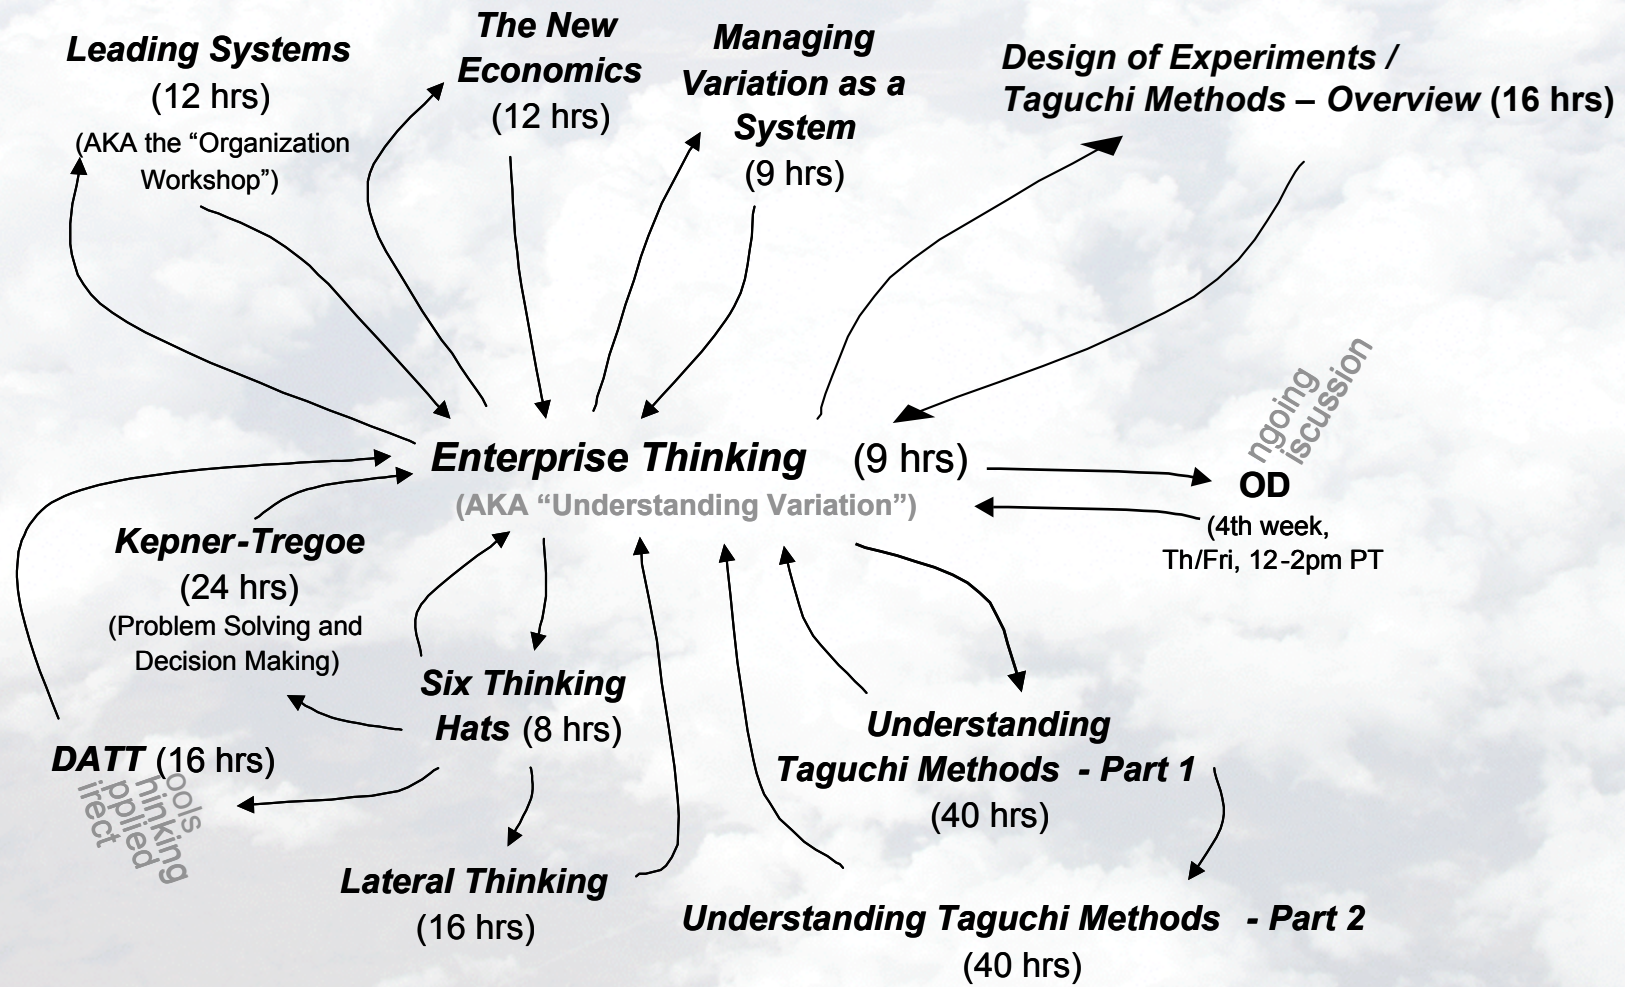 Leading Systems
(12 hrs)
(AKA the “Organization
Workshop”)
The New
Economics
(12 hrs)
Managing
Variation as a
System
(9 hrs)
Design of Experiments /
Taguchi Methods – Overview (16 hrs)
Enterprise Thinking (9 hrs)
(AKA “Understanding Variation”)
ngoing
iscussion
OD
(4th week,
Th/Fri, 12-2pm PT
Kepner-Tregoe
(24 hrs)
(Problem Solving and
Decision Making)
Six Thinking
Hats (8 hrs)
DATT (16 hrs)
irect
pplied
hinking
ools
Lateral Thinking
(16 hrs)
Understanding
Taguchi Methods - Part 1
(40 hrs)
Understanding Taguchi Methods - Part 2
(40 hrs)